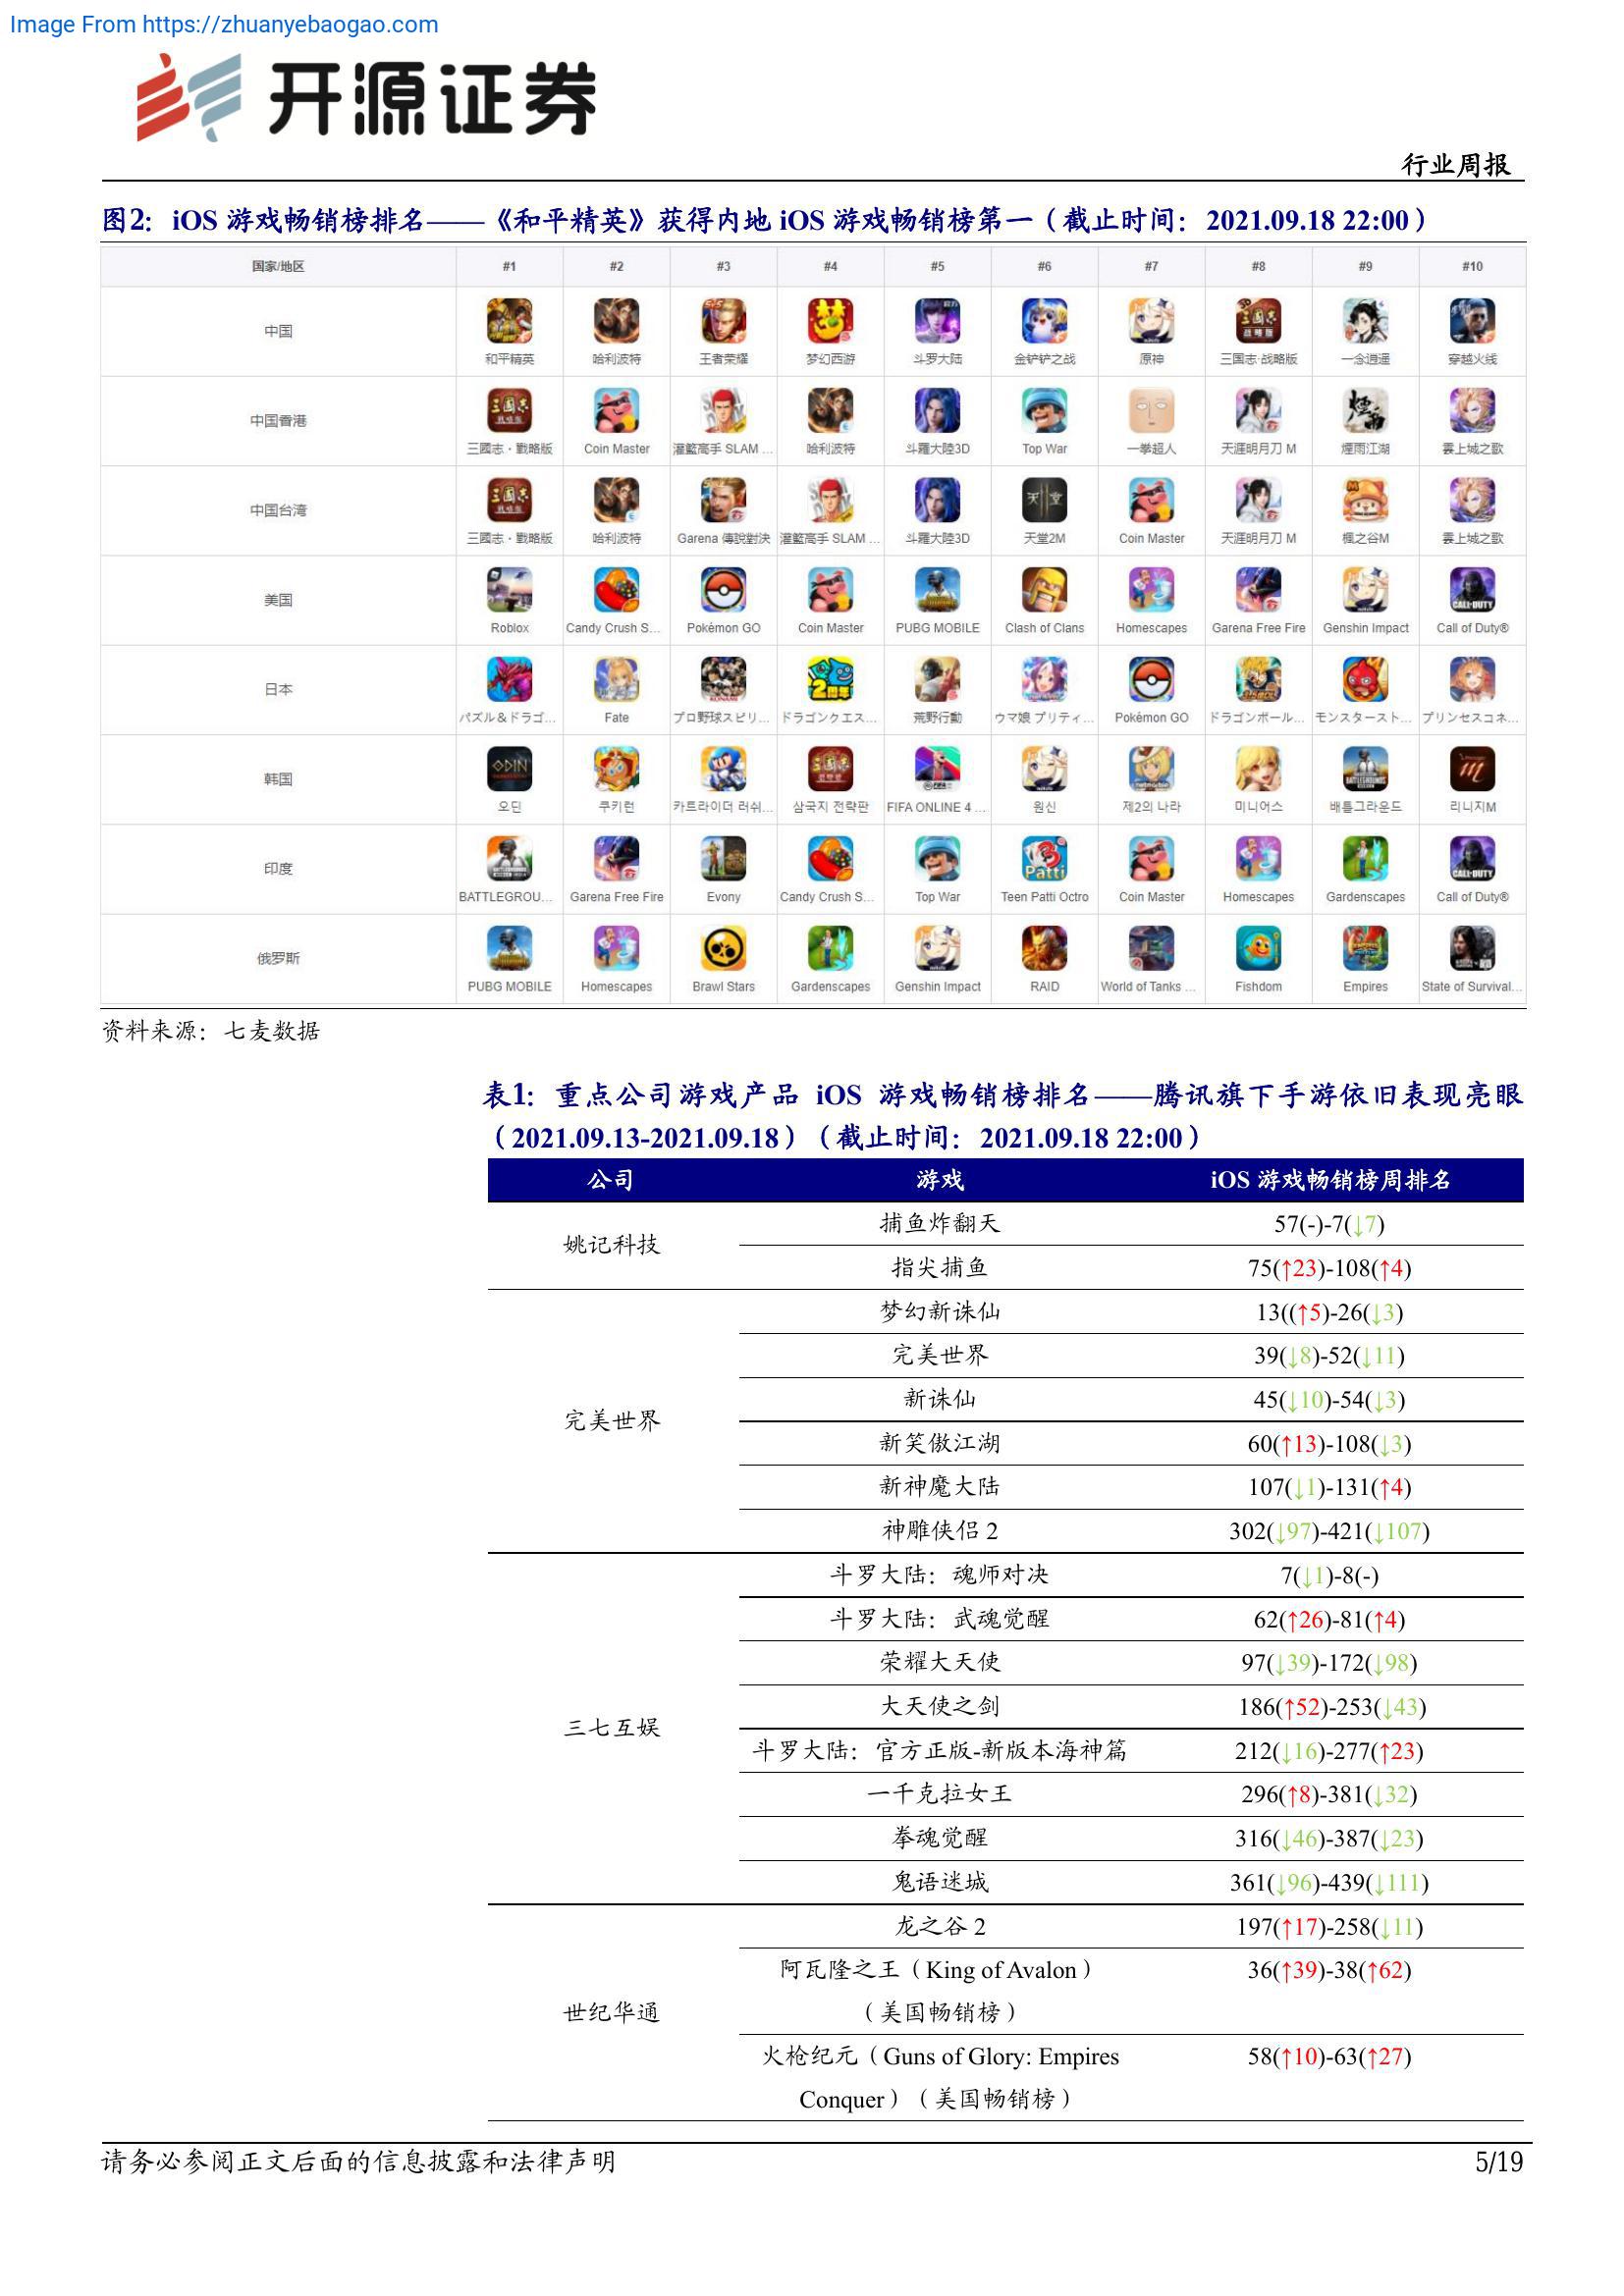 Image From https://zhuanyebaogao.com
开源证券
行业周报
图2：iOS 游戏畅销榜排名——《和平精英》获得内地 iOS 游戏畅销榜第一（截止时间：2021.09.18 22:00）
国家/地区 #1 #2 #3 #4 #5 #6 #7 #8 #9 #10
中国 和平精英 哈利波特 王者荣耀 梦幻西游 斗罗大陆 金铲铲之战 原神 三国志·战略版 一念逍遥 穿越火线
中国香港 三國志・戰略版 Coin Master 灌籃高手 SLAM ... 哈利波特 斗羅大陸3D Top War 一拳超人 天涯明月刀 M 煙雨江湖 雲上城之歌
中国台湾 三國志・戰略版 哈利波特 Garena 傳說對決 灌籃高手 SLAM ... 斗羅大陸3D 天堂2M Coin Master 天涯明月刀 M 楓之谷M 雲上城之歌
美国 Roblox Candy Crush S... Pokémon GO Coin Master PUBG MOBILE Clash of Clans Homescapes Garena Free Fire Genshin Impact Call of Duty®
日本 パズル＆ドラゴ... Fate プロ野球スピリ... ドラゴンクエス... 荒野行動 ウマ娘 プリティ... Pokémon GO ドラゴンボール... モンスタースト... プリンセスコネ...
韩国 오딘 쿠키런 카트라이더 러쉬... 삼국지 전략판 FIFA ONLINE 4 ... 원신 제2의 나라 미니어스 배틀그라운드 리니지M
印度 BATTLEGROU... Garena Free Fire Evony Candy Crush S... Top War Teen Patti Octro Coin Master Homescapes Gardenscapes Call of Duty®
俄罗斯 PUBG MOBILE Homescapes Brawl Stars Gardenscapes Genshin Impact RAID World of Tanks ... Fishdom Empires State of Survival...
资料来源：七麦数据
表1：重点公司游戏产品 iOS 游戏畅销榜排名——腾讯旗下手游依旧表现亮眼
（2021.09.13-2021.09.18）（截止时间：2021.09.18 22:00）
公司 游戏 iOS 游戏畅销榜周排名
姚记科技 捕鱼炸翻天 57(-)-7(↓7)
指尖捕鱼 75(↑23)-108(↑4)
完美世界 梦幻新诛仙 13((↑5)-26(↓3)
完美世界 39(↓8)-52(↓11)
新诛仙 45(↓10)-54(↓3)
新笑傲江湖 60(↑13)-108(↓3)
新神魔大陆 107(↓1)-131(↑4)
神雕侠侣 2 302(↓97)-421(↓107)
三七互娱 斗罗大陆：魂师对决 7(↓1)-8(-)
斗罗大陆：武魂觉醒 62(↑26)-81(↑4)
荣耀大天使 97(↓39)-172(↓98)
大天使之剑 186(↑52)-253(↓43)
斗罗大陆：官方正版-新版本海神篇 212(↓16)-277(↑23)
一千克拉女王 296(↑8)-381(↓32)
拳魂觉醒 316(↓46)-387(↓23)
鬼语迷城 361(↓96)-439(↓111)
世纪华通 龙之谷 2 197(↑17)-258(↓11)
阿瓦隆之王（King of Avalon） 36(↑39)-38(↑62)
（美国畅销榜）
火枪纪元（Guns of Glory: Empires 58(↑10)-63(↑27)
Conquer）（美国畅销榜）
请务必参阅正文后面的信息披露和法律声明 5/19